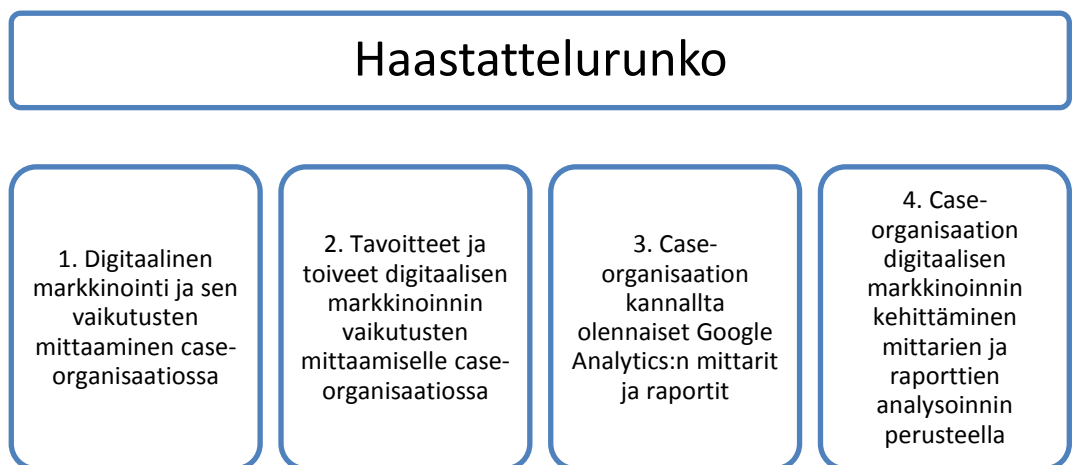 Haastattelurunko
1. Digitaalinen
markkinointi ja sen
vaikutusten
mittaaminen case-
organisaatiossa
2. Tavoitteet ja
toiveet digitaalisen
markkinoinnin
vaikutusten
mittaamiselle case-
organisaatiossa
3. Case-
organisaation
kannallta
olennaiset Google
Analytics:n mittarit
ja raportit
4. Case-
organisaation
digitaalisen
markkinoinnin
kehittäminen
mittarien ja
raporttien
analysoinnin
perusteella